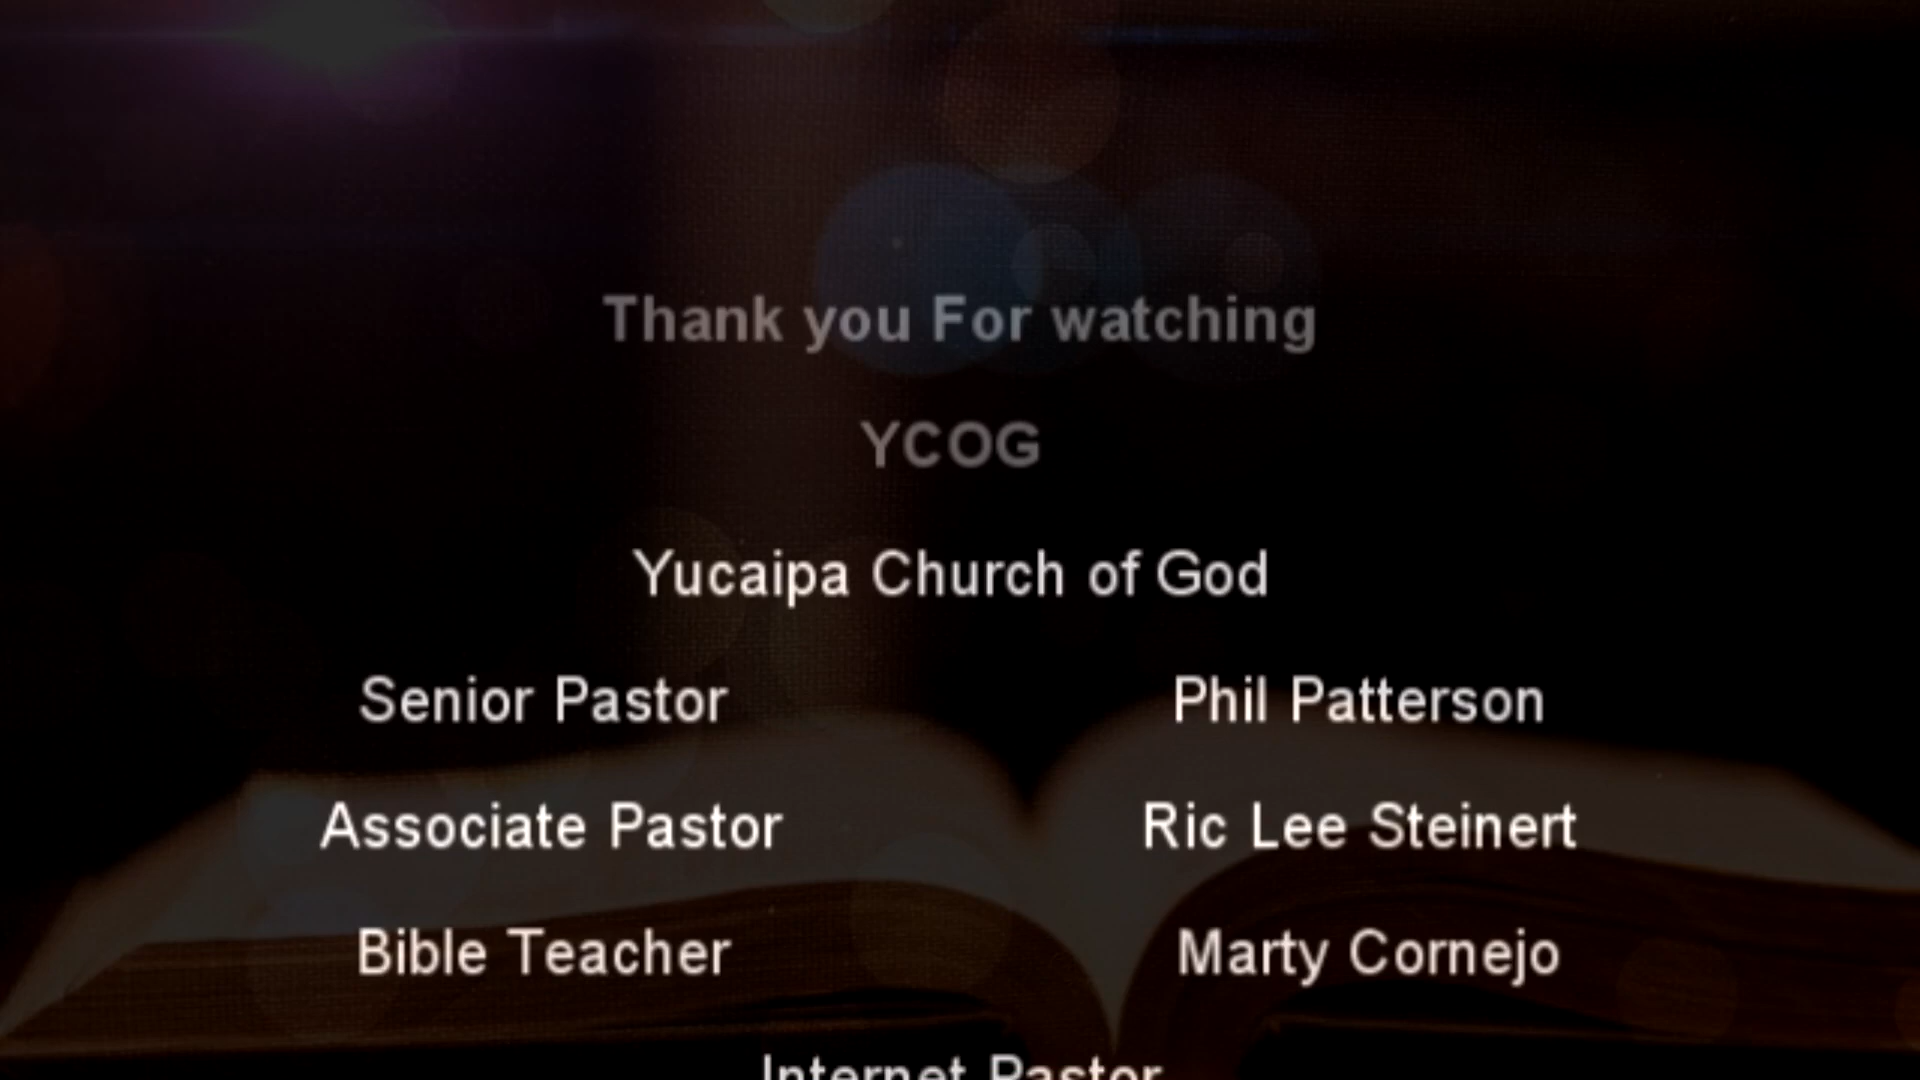 Thank you For watching
YCOG
Yucaipa Church of God
Senior Pastor Phil Patterson
Associate Pastor Ric Lee Steinert
Bible Teacher Marty Cornejo
Internet Pastor